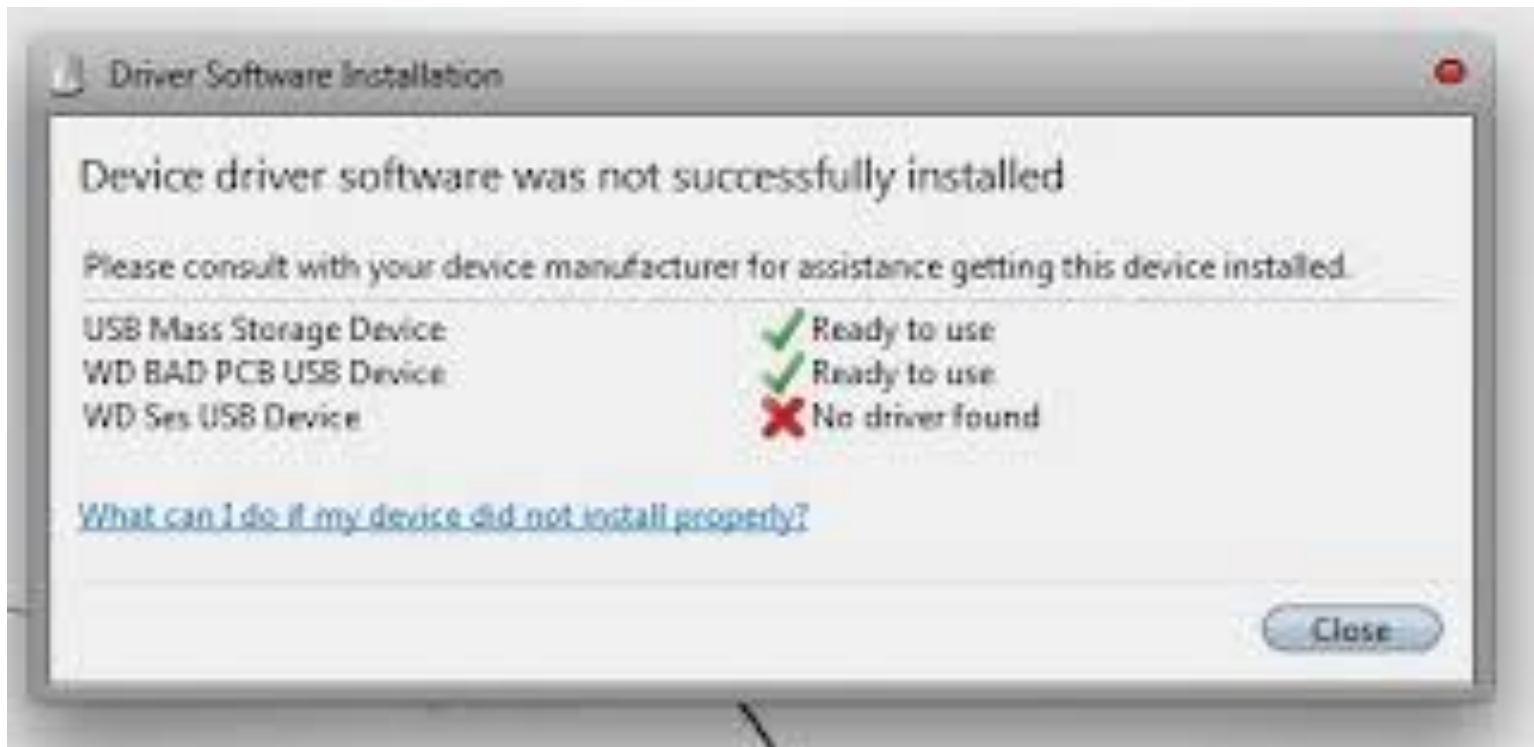 Driver Software Installation
Device driver software was not successfully installed
Please consult with your device manufacturer for assistance getting this device installed.
USB Mass Storage Device Ready to use
WD BAD PCB USB Device Ready to use
WD Ses USB Device No driver found
What can I do if my device did not install properly?
Close